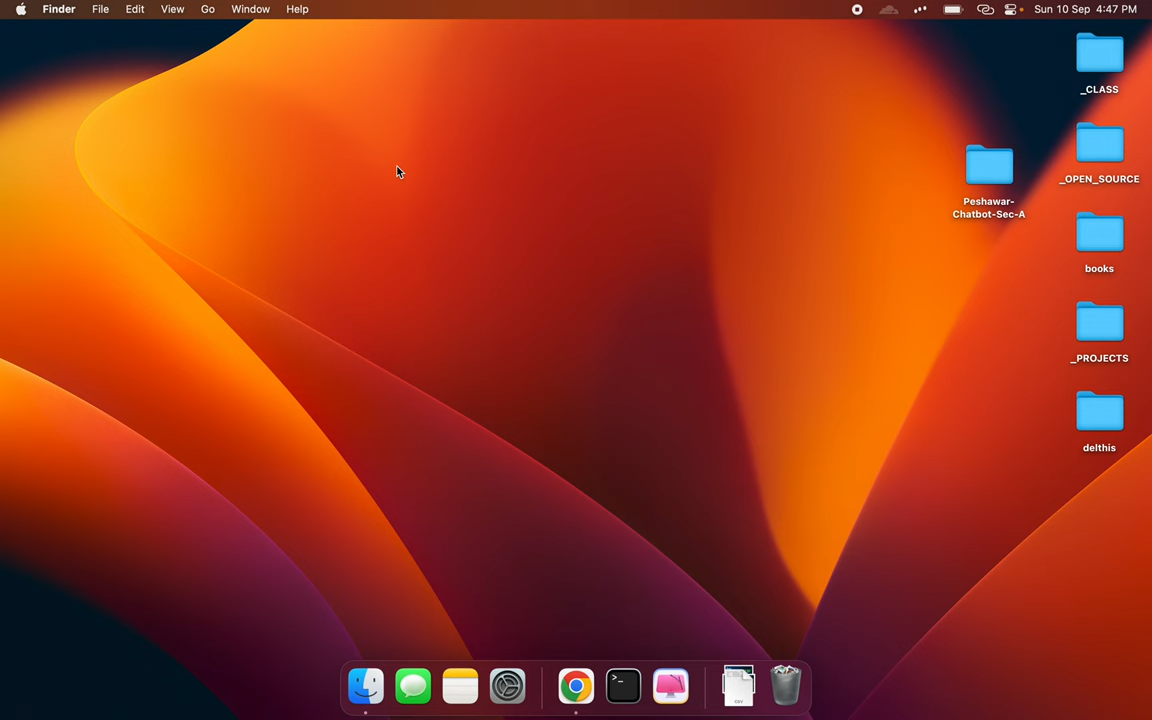 Finder File Edit View Go Window Help Sun 10 Sep 4:47 PM
_CLASS
_OPEN_SOURCE
Peshawar-
Chatbot-Sec-A
books
_PROJECTS
delthis
>_
CSV